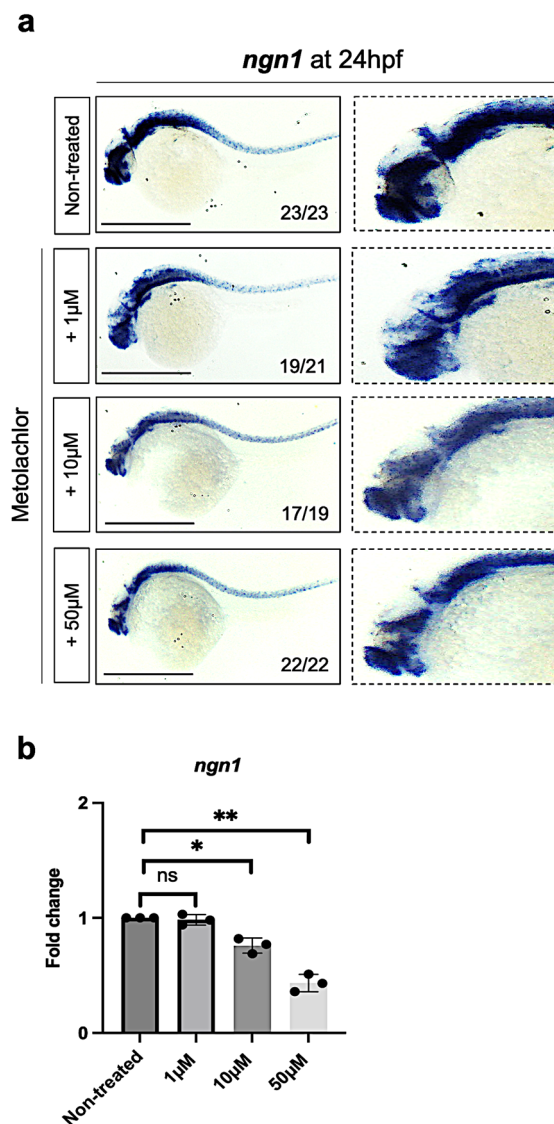 a
ngn1 at 24hpf
Non-treated
23/23
Metolachlor
+ 1µM
19/21
+ 10µM
17/19
+ 50µM
22/22
b
ngn1
Fold change
2
1
0
**
*
ns
Non-treated
1µM
10µM
50µM